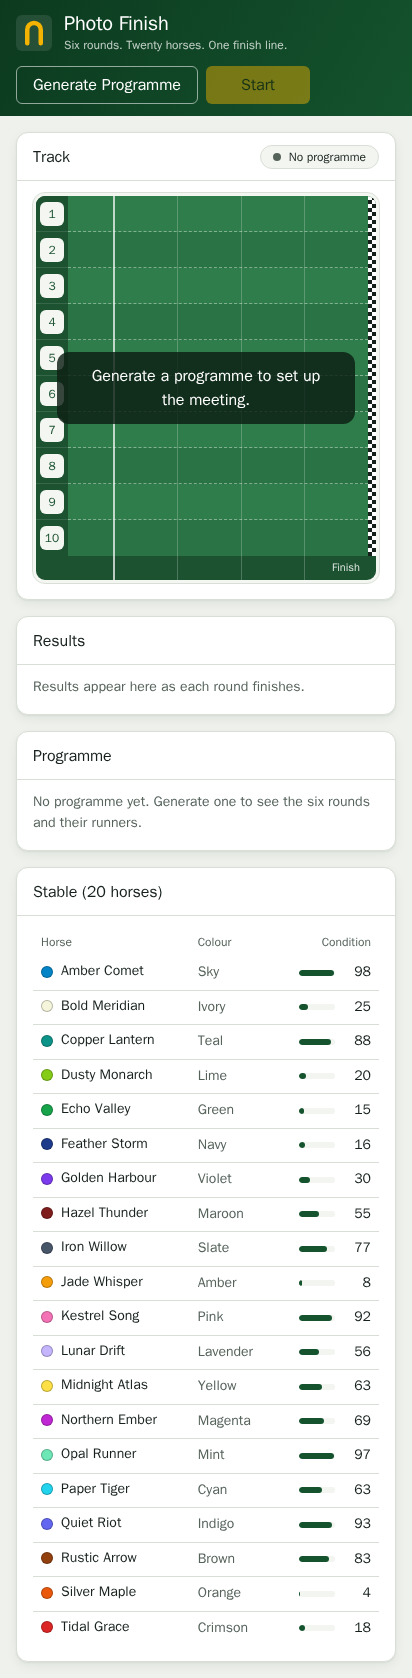 Photo Finish
Six rounds. Twenty horses. One finish line.
Generate Programme
Start
Track
No programme
1
2
3
4
5
6
7
8
9
10
Generate a programme to set up
the meeting.
Finish
Results
Results appear here as each round finishes.
Programme
No programme yet. Generate one to see the six rounds
and their runners.
Stable (20 horses)
Horse Colour Condition
Amber Comet Sky 98
Bold Meridian Ivory 25
Copper Lantern Teal 88
Dusty Monarch Lime 20
Echo Valley Green 15
Feather Storm Navy 16
Golden Harbour Violet 30
Hazel Thunder Maroon 55
Iron Willow Slate 77
Jade Whisper Amber 8
Kestrel Song Pink 92
Lunar Drift Lavender 56
Midnight Atlas Yellow 63
Northern Ember Magenta 69
Opal Runner Mint 97
Paper Tiger Cyan 63
Quiet Riot Indigo 93
Rustic Arrow Brown 83
Silver Maple Orange 4
Tidal Grace Crimson 18